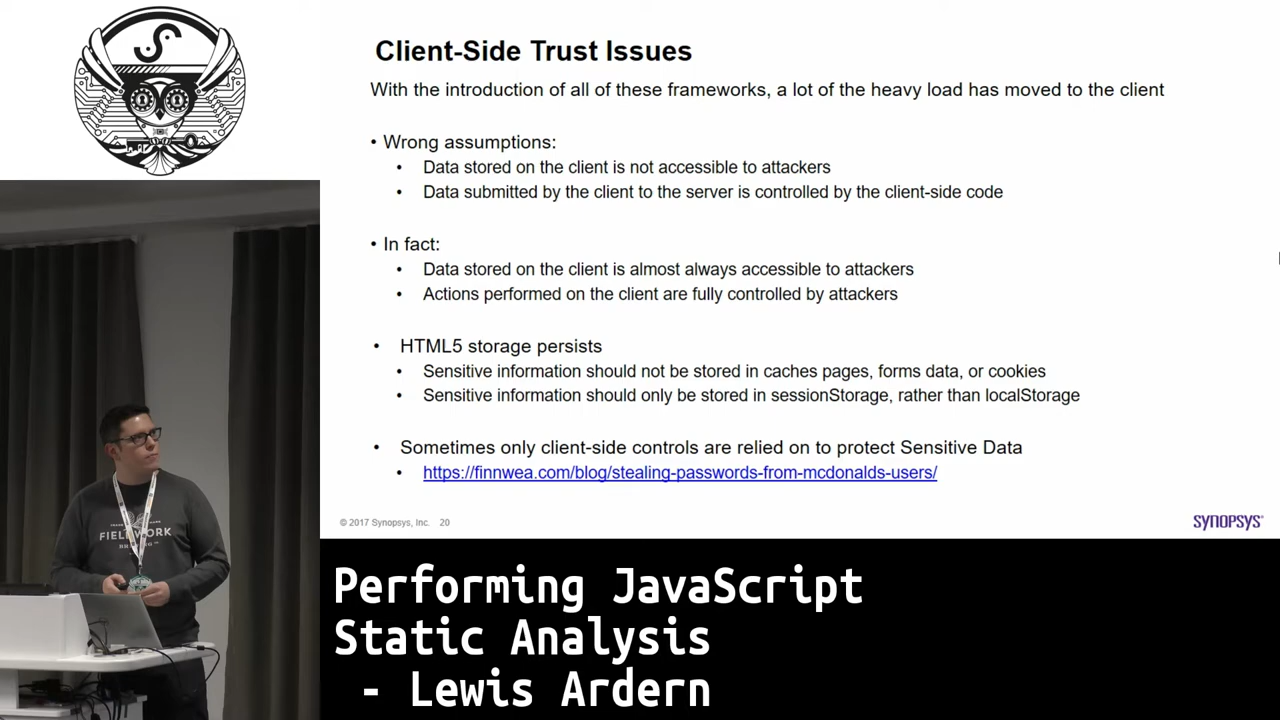 Client-Side Trust Issues
With the introduction of all of these frameworks, a lot of the heavy load has moved to the client
• Wrong assumptions:
• Data stored on the client is not accessible to attackers
• Data submitted by the client to the server is controlled by the client-side code
• In fact:
• Data stored on the client is almost always accessible to attackers
• Actions performed on the client are fully controlled by attackers
• HTML5 storage persists
• Sensitive information should not be stored in caches pages, forms data, or cookies
• Sensitive information should only be stored in sessionStorage, rather than localStorage
• Sometimes only client-side controls are relied on to protect Sensitive Data
• https://finnwea.com/blog/stealing-passwords-from-mcdonalds-users/
© 2017 Synopsys, Inc. 20
SYNOPSYS®
FIELDWORK
Performing JavaScript
Static Analysis
- Lewis Ardern